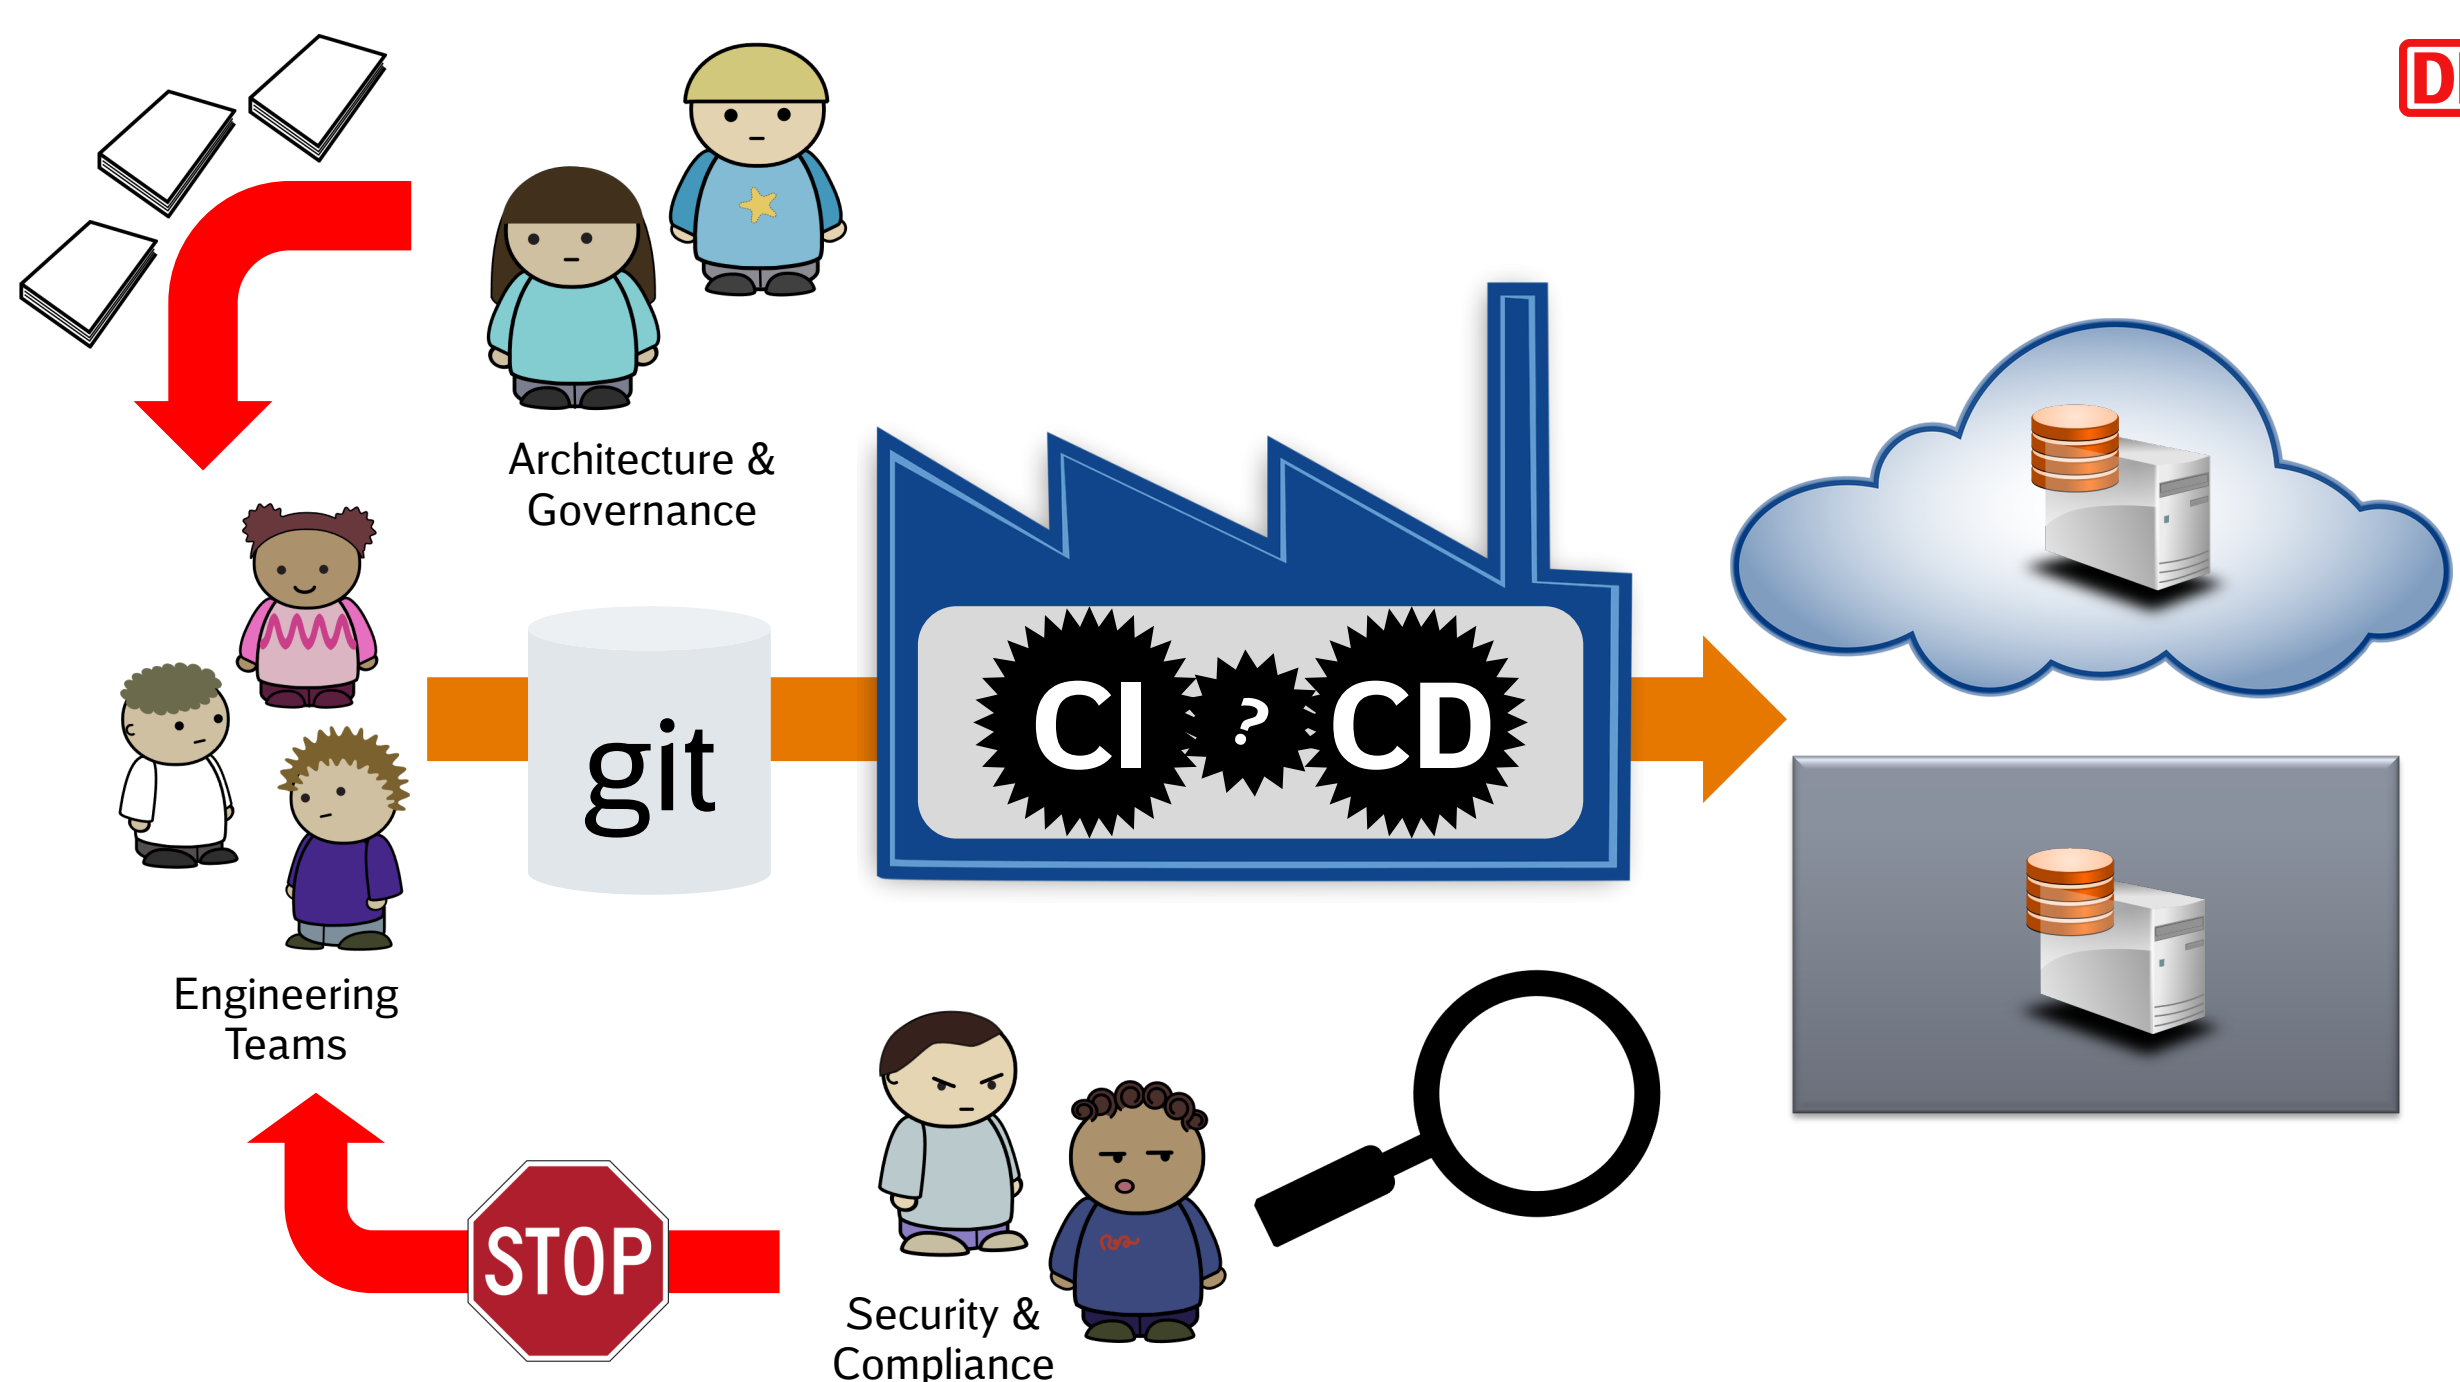 Architecture &
Governance
git
CI ? CD
Engineering
Teams
STOP
Security &
Compliance